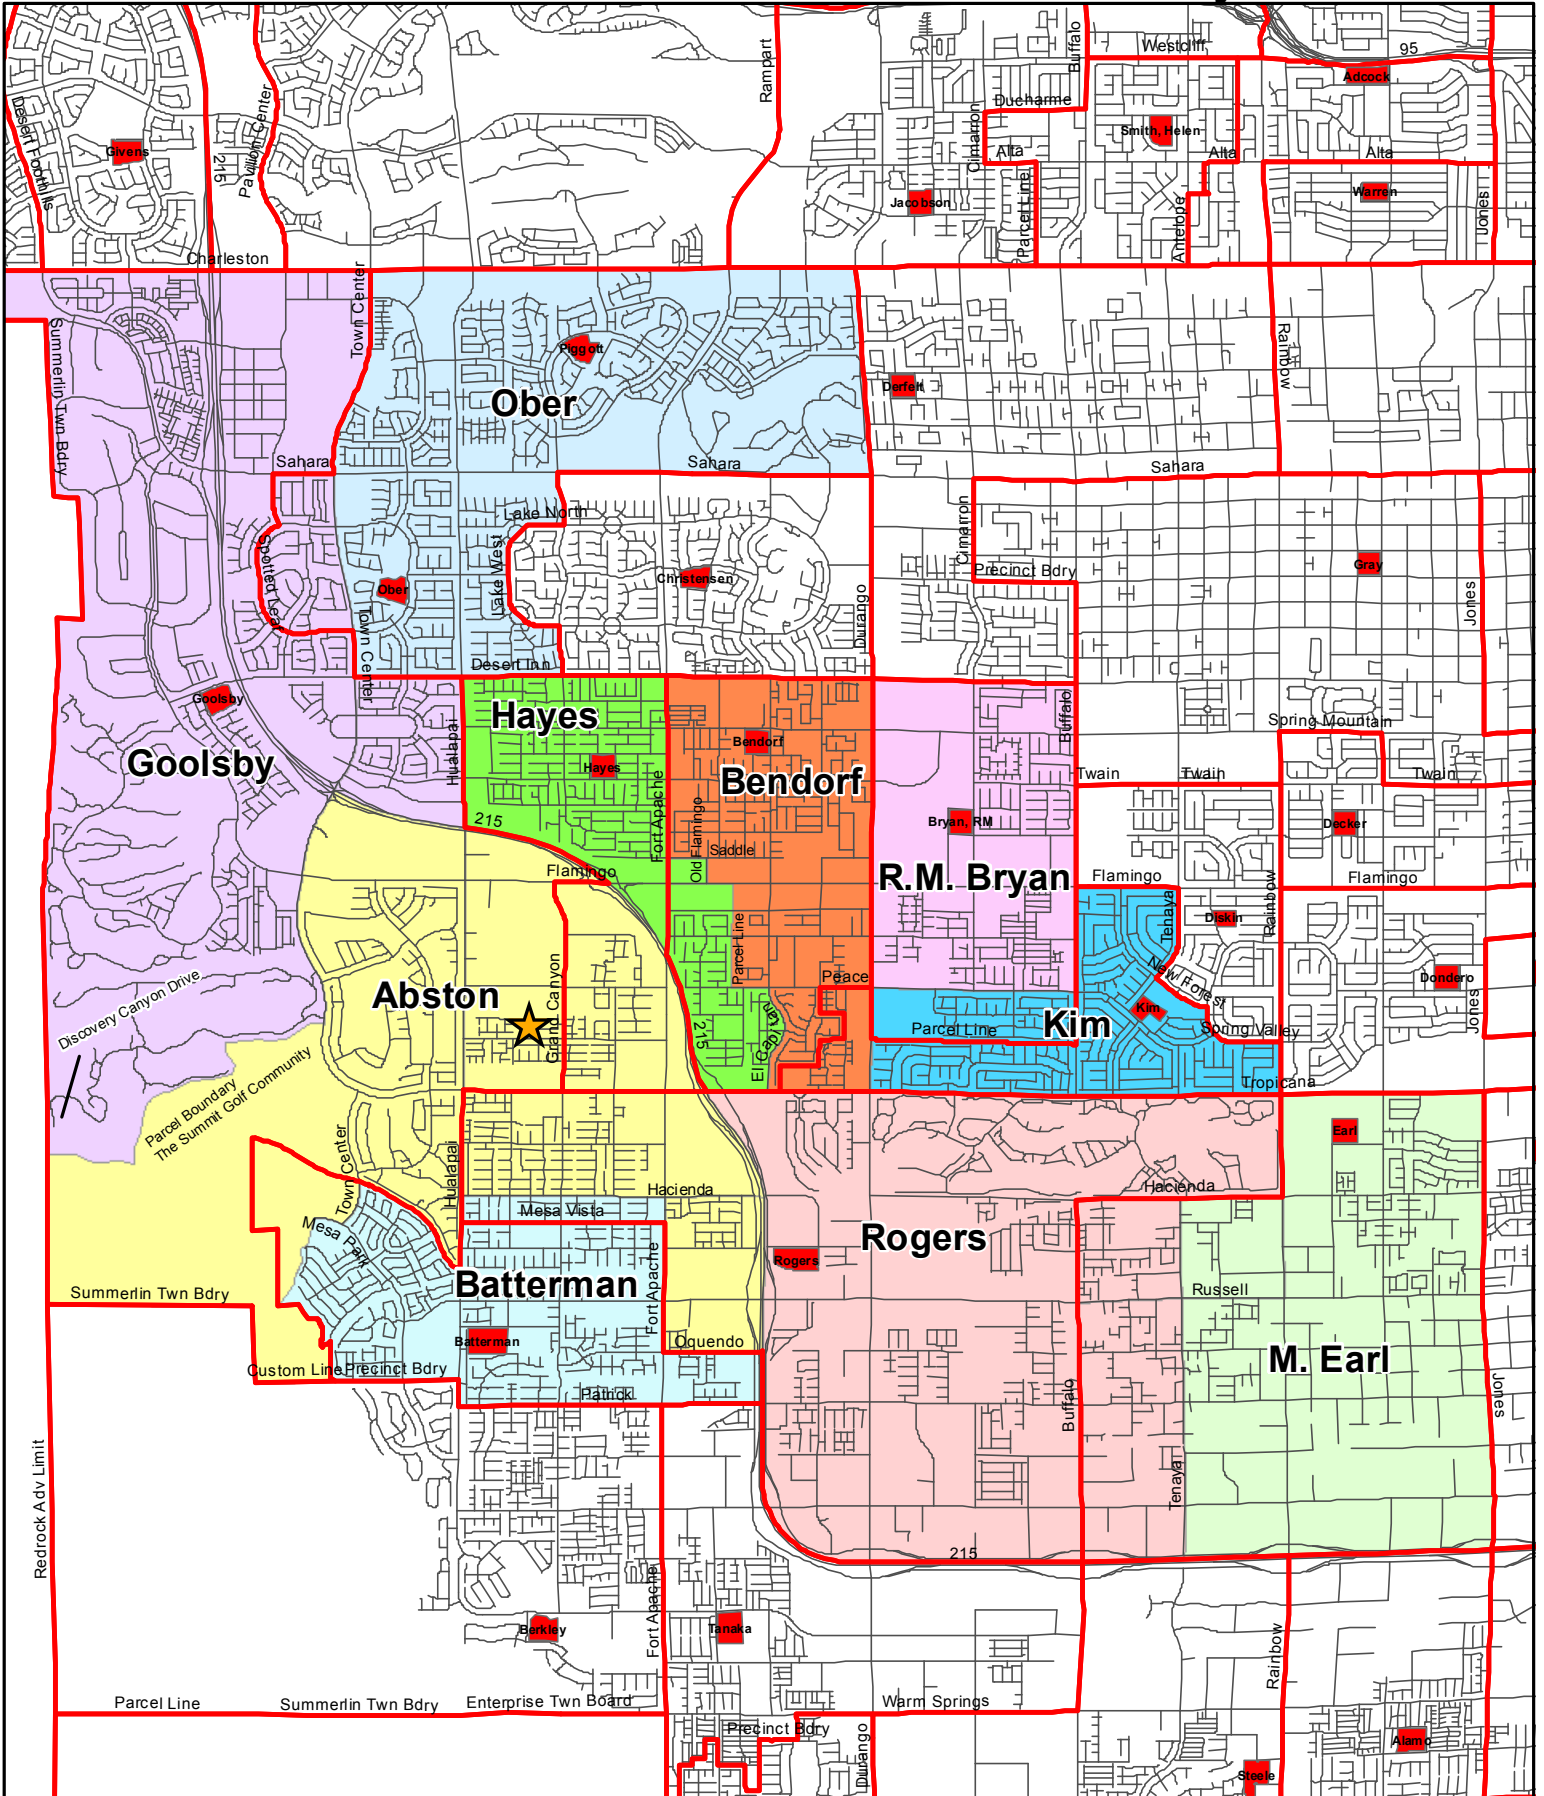 Westcliff
95
Buffalo
Rampart
Adcock
Desert Foothills
Pavilion Center
Ducharme
Cimarron
Smith, Helen
Givens
215
Alta
Alta
Alta
Warren
Jacobson
Parcel Line
Antelope
Jones
Charleston
Town Center
Summerlin Twn Bdry
Piggott
Rainbow
Derfelt
Ober
Sahara
Sahara
Sahara
Lake North
Cimarron
Spotted Leaf
Lake West
Precinct Bdry
Gray
Christensen
Ober
Durango
Jones
Town Center
Desert Inn
Goolsby
Hayes
Buffalo
Spring Mountain
Bendorf
Goolsby
Hualapai
Hayes
Bendorf
Twain
Twain
Twain
Fort Apache
Old Flamingo
215
Bryan, RM
Decker
Saddle
Flamingo
R.M. Bryan
Flamingo
Flamingo
Tenaya
Rainbow
Diskin
Parcel Line
Peace
New Forest
Dondero
Discovery Canyon Drive
Abston
Grand Canyon
El Capitan
215
Kim
Kim
Parcel Line
Spring Valley
Jones
Parcel Boundary
The Summit Golf Community
Tropicana
Town Center
Hualapai
Earl
Hacienda
Hacienda
Mesa Vista
Mesa Park
Rogers
Rogers
Batterman
Fort Apache
Summerlin Twn Bdry
Russell
Batterman
Oquendo
M. Earl
Custom Line
Precinct Bdry
Patrick
Buffalo
Jones
Redrock Adv Limit
Tenaya
215
Fort Apache
Berkley
Tanaka
Rainbow
Parcel Line
Summerlin Twn Bdry
Enterprise Twn Board
Warm Springs
Precinct Bdry
Durango
Alamo
Steele